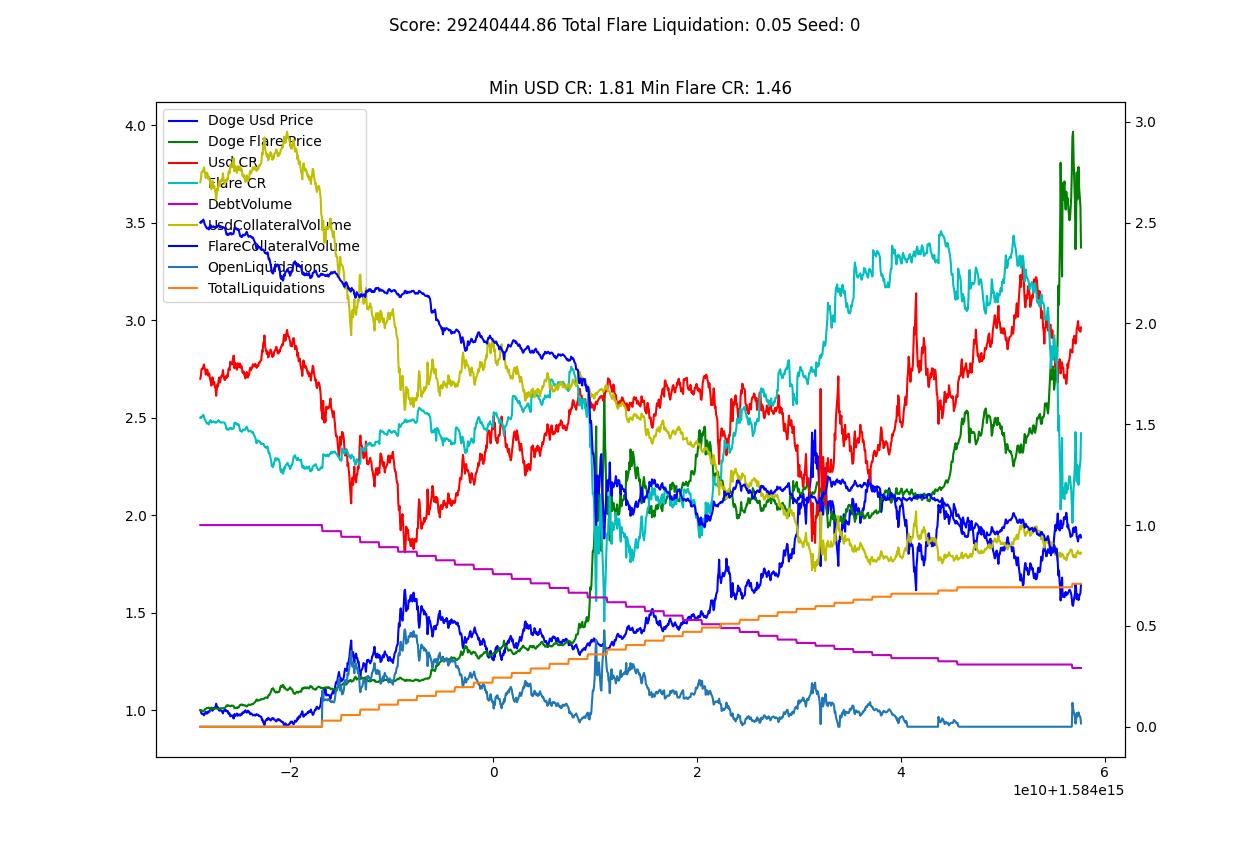 Score: 29240444.86 Total Flare Liquidation: 0.05 Seed: 0
Min USD CR: 1.81 Min Flare CR: 1.46
Doge Usd Price
Doge Flare Price
Usd CR
Flare CR
DebtVolume
UsdCollateralVolume
FlareCollateralVolume
OpenLiquidations
TotalLiquidations
4.0
3.5
3.0
2.5
2.0
1.5
1.0
3.0
2.5
2.0
1.5
1.0
0.5
0.0
−2
0
2
4
6
1e10+1.584e15